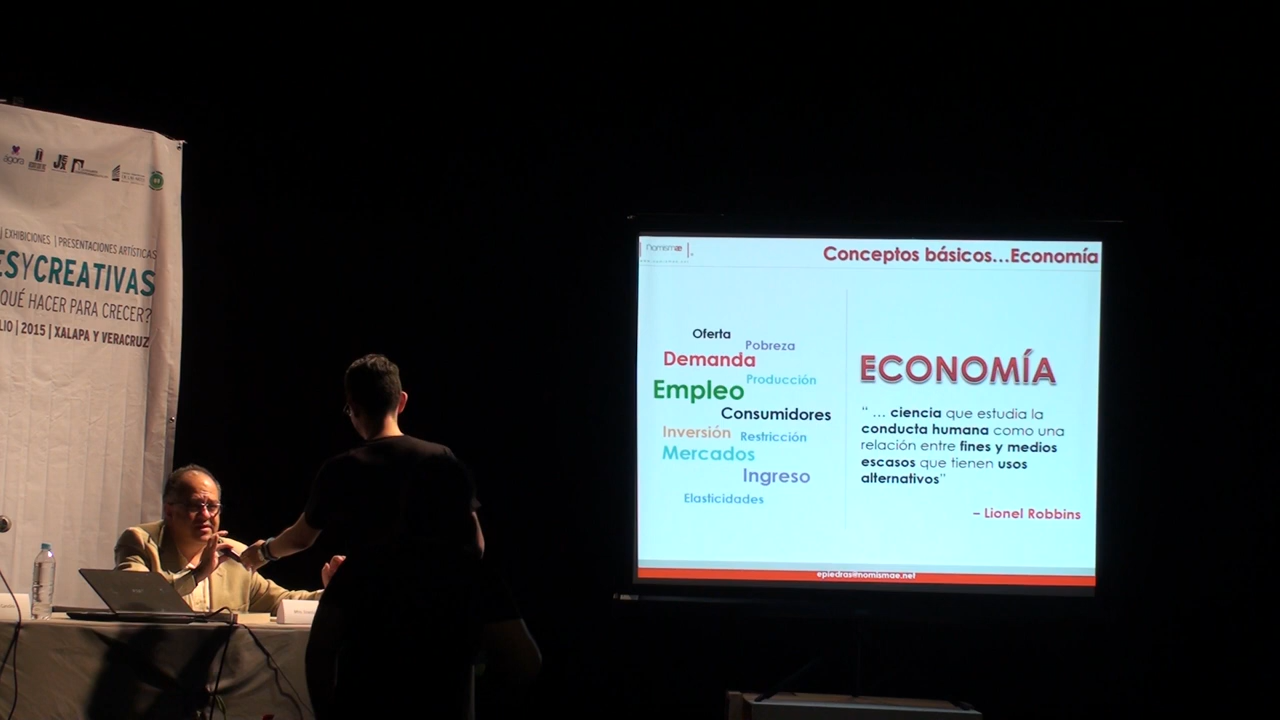 agora
| EXHIBICIONES | PRESENTACIONES ARTÍSTICAS
ESYCREATIVAS
QUÉ HACER PARA CRECER?
LIO | 2015 | XALAPA Y VERACRUZ
nomismae
Conceptos básicos...Economía
Oferta
Pobreza
Demanda
Producción
Empleo
Consumidores
Inversión
Restricción
Mercados
Ingreso
Elasticidades
ECONOMÍA
“ ... ciencia que estudia la
conducta humana como una
relación entre fines y medios
escasos que tienen usos
alternativos”
– Lionel Robbins
epiedras@nomismae.net